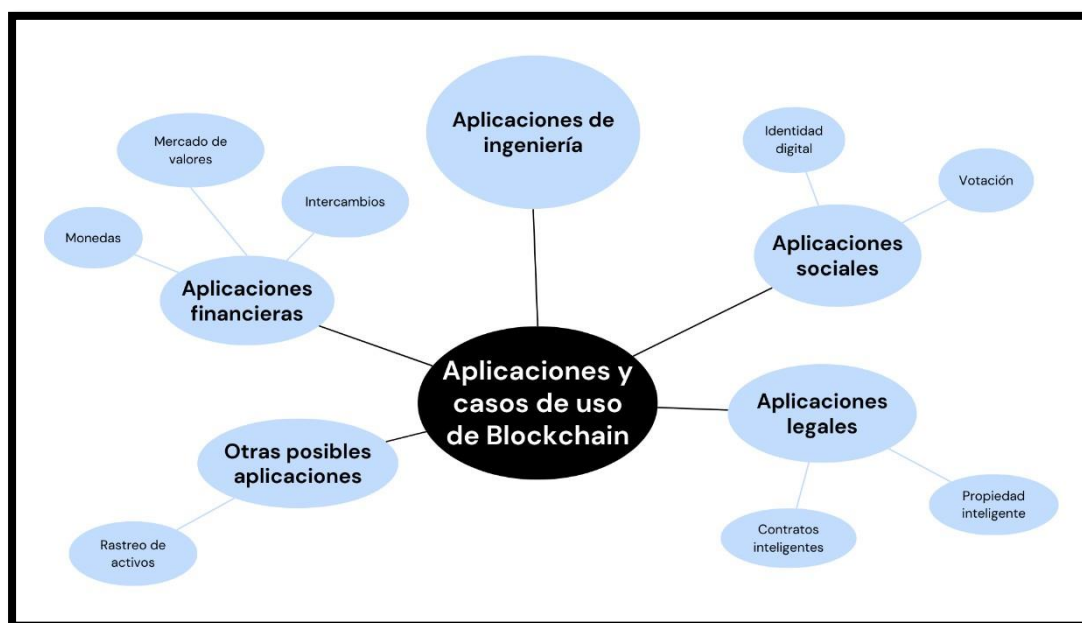 Aplicaciones de
ingeniería
Identidad
digital
Mercado de
valores
Votación
Intercambios
Monedas
Aplicaciones
sociales
Aplicaciones
financieras
Aplicaciones y
casos de uso
de Blockchain
Aplicaciones
legales
Otras posibles
aplicaciones
Propiedad
inteligente
Contratos
inteligentes
Rastreo de
activos